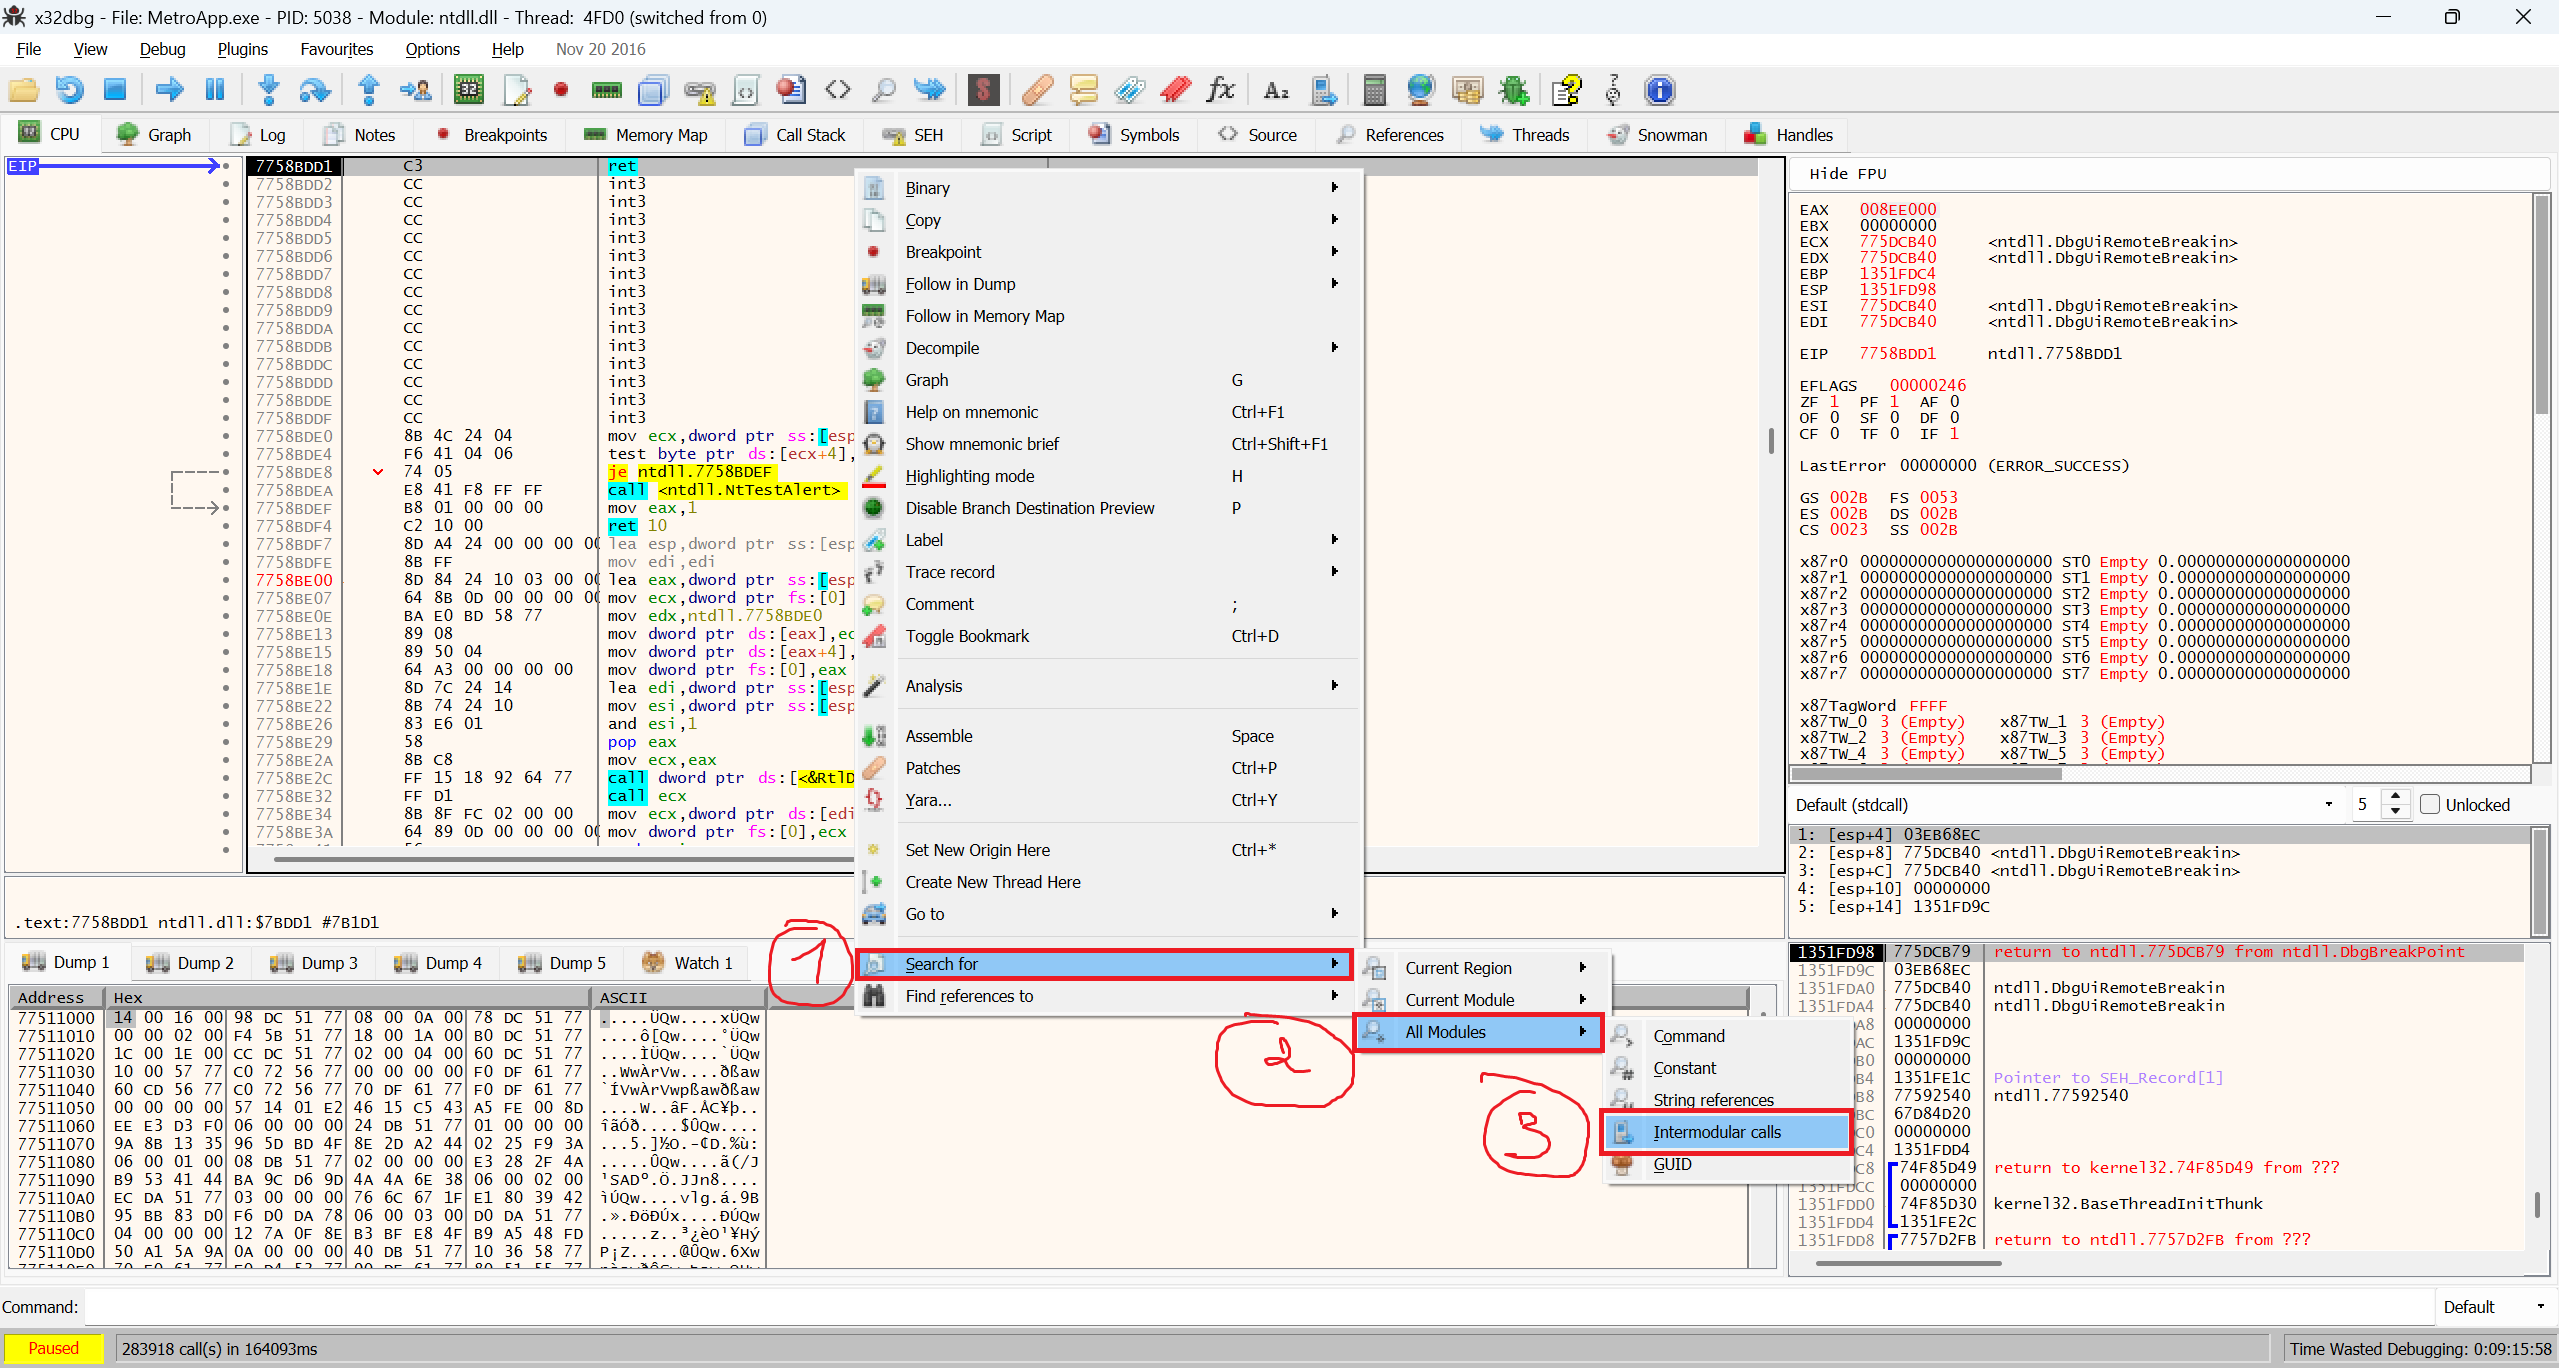 x32dbg - File: MetroApp.exe - PID: 5038 - Module: ntdll.dll - Thread: 4FD0 (switched from 0)
File View Debug Plugins Favourites Options Help Nov 20 2016
CPU Graph Log Notes Breakpoints Memory Map Call Stack SEH Script Symbols Source References Threads Snowman Handles
EIP 7758BDD1 C3 ret
7758BDD2 CC int3
7758BDD3 CC int3
7758BDD4 CC int3
7758BDD5 CC int3
7758BDD6 CC int3
7758BDD7 CC int3
7758BDD8 CC int3
7758BDD9 CC int3
7758BDDA CC int3
7758BDDB CC int3
7758BDDC CC int3
7758BDDD CC int3
7758BDDE CC int3
7758BDDF CC int3
7758BDE0 8B 4C 24 04 mov ecx,dword ptr ss:[esp
7758BDE4 F6 41 04 06 test byte ptr ds:[ecx+4],
7758BDE8 74 05 je ntdll.7758BDEF
7758BDEA E8 41 F8 FF FF call <ntdll.NtTestAlert>
7758BDEF B8 01 00 00 00 mov eax,1
7758BDF4 C2 10 00 ret 10
7758BDF7 8D A4 24 00 00 00 00 lea esp,dword ptr ss:[esp
7758BDFE 8B FF mov edi,edi
7758BE00 8D 84 24 10 03 00 00 lea eax,dword ptr ss:[esp
7758BE07 64 8B 0D 00 00 00 00 mov ecx,dword ptr fs:[0]
7758BE0E BA E0 BD 58 77 mov edx,ntdll.7758BDE0
7758BE13 89 08 mov dword ptr ds:[eax],ec
7758BE15 89 50 04 mov dword ptr ds:[eax+4],
7758BE18 64 A3 00 00 00 00 mov dword ptr fs:[0],eax
7758BE1E 8D 7C 24 14 lea edi,dword ptr ss:[esp
7758BE22 8B 74 24 10 mov esi,dword ptr ss:[esp
7758BE26 83 E6 01 and esi,1
7758BE29 58 pop eax
7758BE2A 8B C8 mov ecx,eax
7758BE2C FF 15 18 92 64 77 call dword ptr ds:[<&RtlD
7758BE32 FF D1 call ecx
7758BE34 8B 8F FC 02 00 00 mov ecx,dword ptr ds:[edi
7758BE3A 64 89 0D 00 00 00 00 mov dword ptr fs:[0],ecx
.text:7758BDD1 ntdll.dll:$7BDD1 #7B1D1
Binary
Copy
Breakpoint
Follow in Dump
Follow in Memory Map
Decompile
Graph G
Help on mnemonic Ctrl+F1
Show mnemonic brief Ctrl+Shift+F1
Highlighting mode H
Disable Branch Destination Preview P
Label
Trace record
Comment ;
Toggle Bookmark Ctrl+D
Analysis
Assemble Space
Patches Ctrl+P
Yara... Ctrl+Y
Set New Origin Here Ctrl+*
Create New Thread Here
Go to
1
Search for
Find references to
2
Current Region
Current Module
All Modules
3
Command
Constant
String references
Intermodular calls
GUID
Hide FPU
EAX 008EE000
EBX 00000000
ECX 775DCB40 <ntdll.DbgUiRemoteBreakin>
EDX 775DCB40 <ntdll.DbgUiRemoteBreakin>
EBP 1351FDC4
ESP 1351FD98
ESI 775DCB40 <ntdll.DbgUiRemoteBreakin>
EDI 775DCB40 <ntdll.DbgUiRemoteBreakin>
EIP 7758BDD1 ntdll.7758BDD1
EFLAGS 00000246
ZF 1 PF 1 AF 0
OF 0 SF 0 DF 0
CF 0 TF 0 IF 1
LastError 00000000 (ERROR_SUCCESS)
GS 002B FS 0053
ES 002B DS 002B
CS 0023 SS 002B
x87r0 00000000000000000000 ST0 Empty 0.000000000000000000
x87r1 00000000000000000000 ST1 Empty 0.000000000000000000
x87r2 00000000000000000000 ST2 Empty 0.000000000000000000
x87r3 00000000000000000000 ST3 Empty 0.000000000000000000
x87r4 00000000000000000000 ST4 Empty 0.000000000000000000
x87r5 00000000000000000000 ST5 Empty 0.000000000000000000
x87r6 00000000000000000000 ST6 Empty 0.000000000000000000
x87r7 00000000000000000000 ST7 Empty 0.000000000000000000
x87TagWord FFFF
x87TW_0 3 (Empty) x87TW_1 3 (Empty)
x87TW_2 3 (Empty) x87TW_3 3 (Empty)
x87TW_4 3 (Empty) x87TW_5 3 (Empty)
Default (stdcall) 5 Unlocked
1: [esp+4] 03EB68EC
2: [esp+8] 775DCB40 <ntdll.DbgUiRemoteBreakin>
3: [esp+C] 775DCB40 <ntdll.DbgUiRemoteBreakin>
4: [esp+10] 00000000
5: [esp+14] 1351FD9C
Dump 1 Dump 2 Dump 3 Dump 4 Dump 5 Watch 1
Address Hex ASCII
77511000 14 00 16 00 98 DC 51 77 08 00 0A 00 78 DC 51 77 .....ÜQw....xÜQw
77511010 00 00 02 00 F4 5B 51 77 18 00 1A 00 B0 DC 51 77 ....ô[Qw....°ÜQw
77511020 1C 00 1E 00 CC DC 51 77 02 00 04 00 60 DC 51 77 ....ÌÜQw....`ÜQw
77511030 10 00 57 77 C0 72 56 77 00 00 00 00 F0 DF 61 77 ..WwÀrVw....ðßaw
77511040 60 CD 56 77 C0 72 56 77 70 DF 61 77 F0 DF 61 77 `ÍVwÀrVwpßawðßaw
77511050 00 00 00 00 57 14 01 E2 46 15 C5 43 A5 FE 00 8D ....W..âF.ÅC¥þ..
77511060 EE E3 D3 F0 06 00 00 00 24 DB 51 77 01 00 00 00 îãÓð....$ÛQw....
77511070 9A 8B 13 35 96 5D BD 4F 8E 2D A2 44 02 25 F9 3A ...5.]½O.-¢D.%ù:
77511080 06 00 01 00 08 DB 51 77 02 00 00 00 E3 28 2F 4A .....ÛQw....ã(/J
77511090 B9 53 41 44 BA 9C D6 9D 4A 4A 6E 38 06 00 02 00 ¹SADº.Ö.JJn8....
775110A0 EC DA 51 77 03 00 00 00 76 6C 67 1F E1 80 39 42 ìÚQw....vlg.á.9B
775110B0 95 BB 83 D0 F6 D0 DA 78 06 00 03 00 D0 DA 51 77 .».ÐöÐÚx....ÐÚQw
775110C0 04 00 00 00 12 7A 0F 8E B3 BF E8 4F B9 A5 48 FD .....z..³¿èO¹¥Hý
775110D0 50 A1 5A 9A 0A 00 00 00 40 DB 51 77 10 36 58 77 P¡Z.....@ÛQw.6Xw
1351FD98 775DCB79 return to ntdll.775DCB79 from ntdll.DbgBreakPoint
1351FD9C 03EB68EC
1351FDA0 775DCB40 ntdll.DbgUiRemoteBreakin
1351FDA4 775DCB40 ntdll.DbgUiRemoteBreakin
A8 00000000
AC 1351FD9C
B0 00000000
B4 1351FE1C Pointer to SEH_Record[1]
B8 77592540 ntdll.77592540
BC 67D84D20
C0 00000000
C4 1351FDD4
C8 74F85D49 return to kernel32.74F85D49 from ???
1351FDCC 00000000
1351FDD0 74F85D30 kernel32.BaseThreadInitThunk
1351FDD4 1351FE2C
1351FDD8 7757D2FB return to ntdll.7757D2FB from ???
Command: Default
Paused 283918 call(s) in 164093ms Time Wasted Debugging: 0:09:15:58